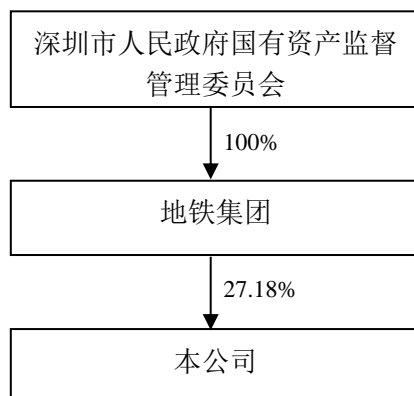 深圳市人民政府国有资产监督
管理委员会
100%
地铁集团
27.18%
本公司